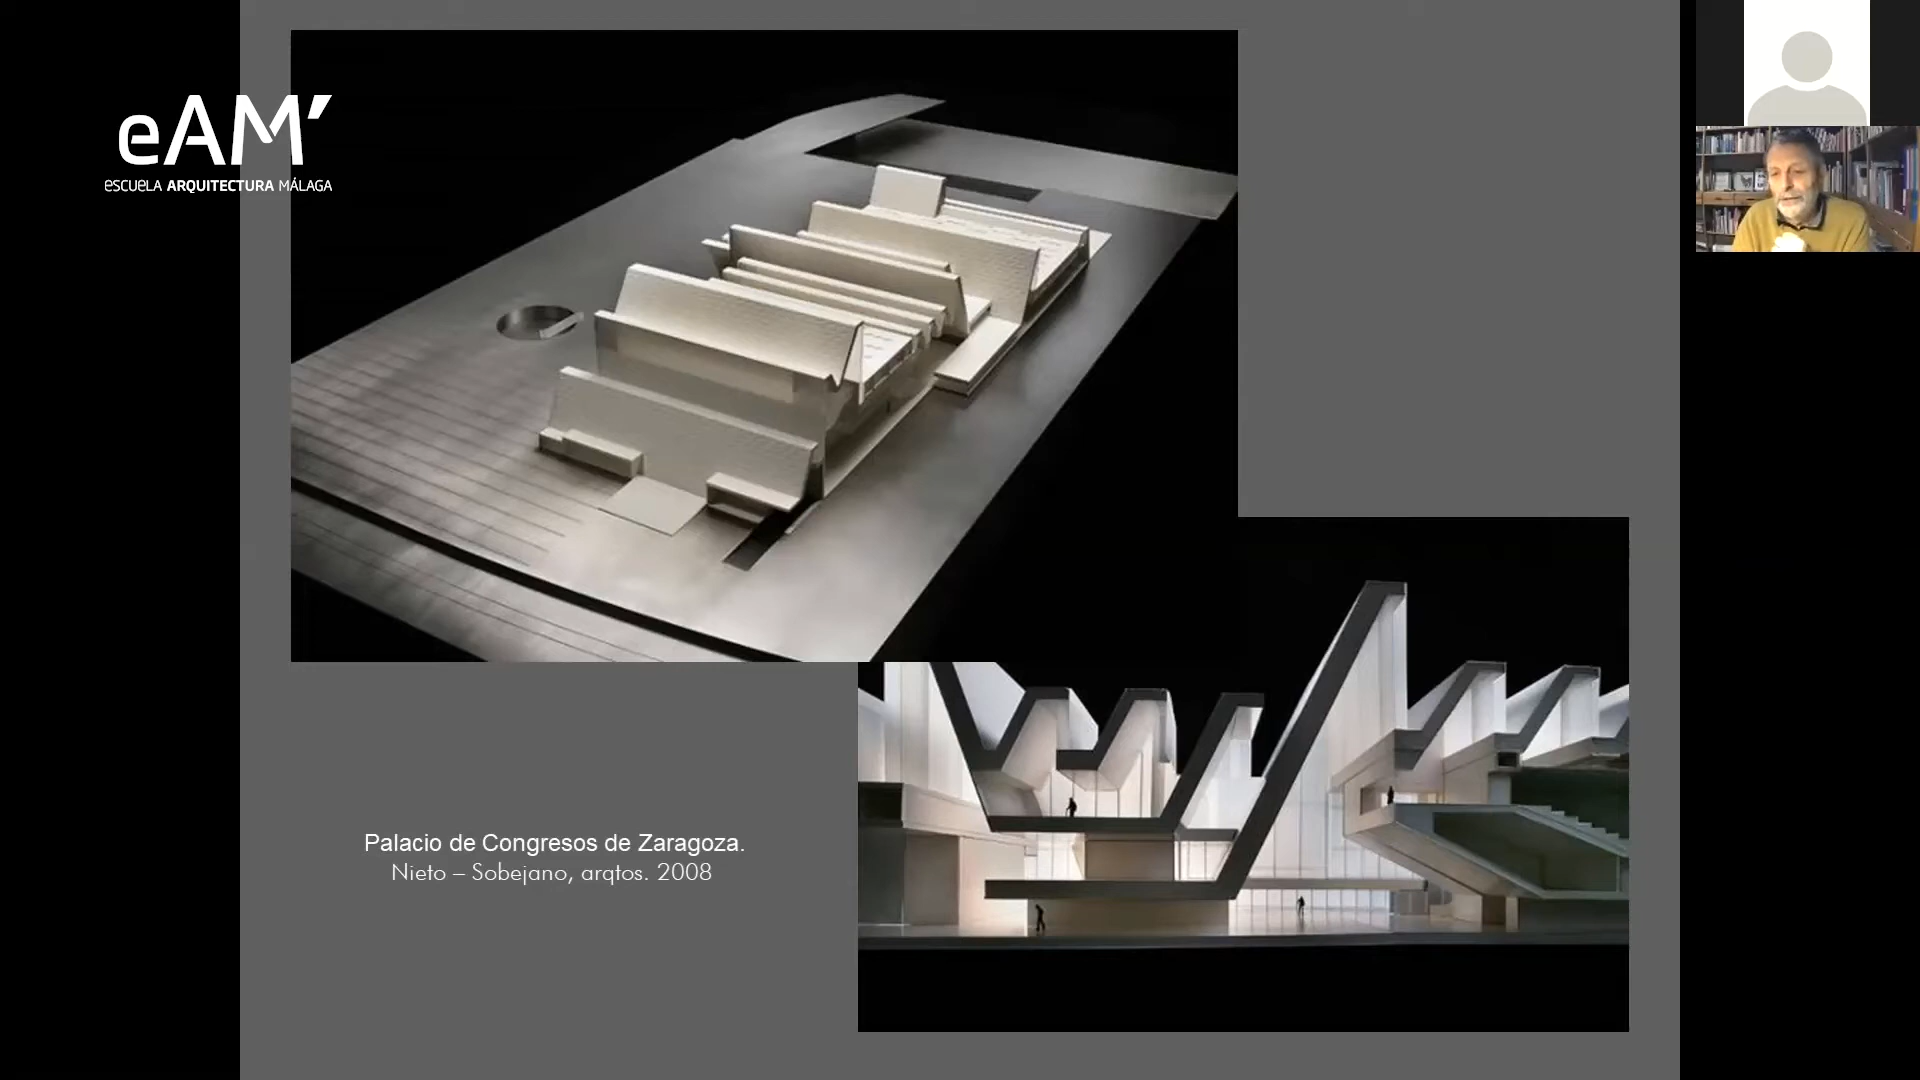 eAM'
ESCUELA ARQUITECTURA MÁLAGA
Palacio de Congresos de Zaragoza.
Nieto – Sobejano, arqtos. 2008